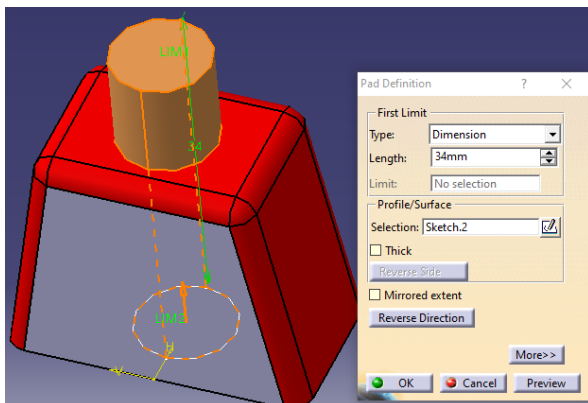 LIM1
34
LIM2
H
V
Pad Definition
? ×
First Limit
Type: Dimension
Length: 34mm
Limit: No selection
Profile/Surface
Selection: Sketch.2
Thick
Reverse Side
Mirrored extent
Reverse Direction
More>>
OK Cancel Preview